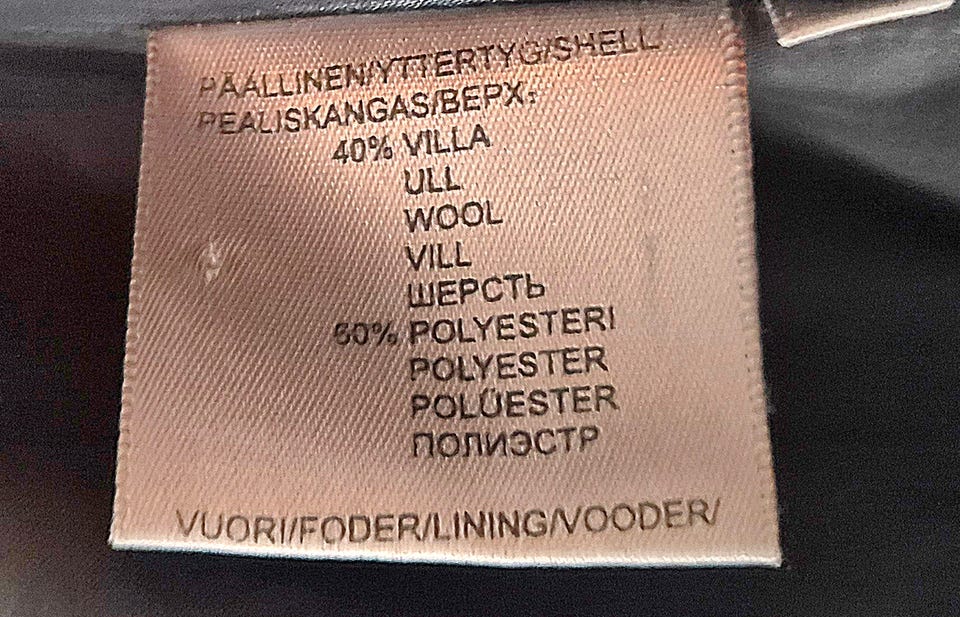 PÄÄLLINEN/YTTERTYG/SHELL
PEALISKANGAS/ВЕРХ:
40% VILLA
ULL
WOOL
VILL
ШЕРСТЬ
60% POLYESTERI
POLYESTER
POLÜESTER
ПОЛИЭСТР
VUORI/FODER/LINING/VOODER/